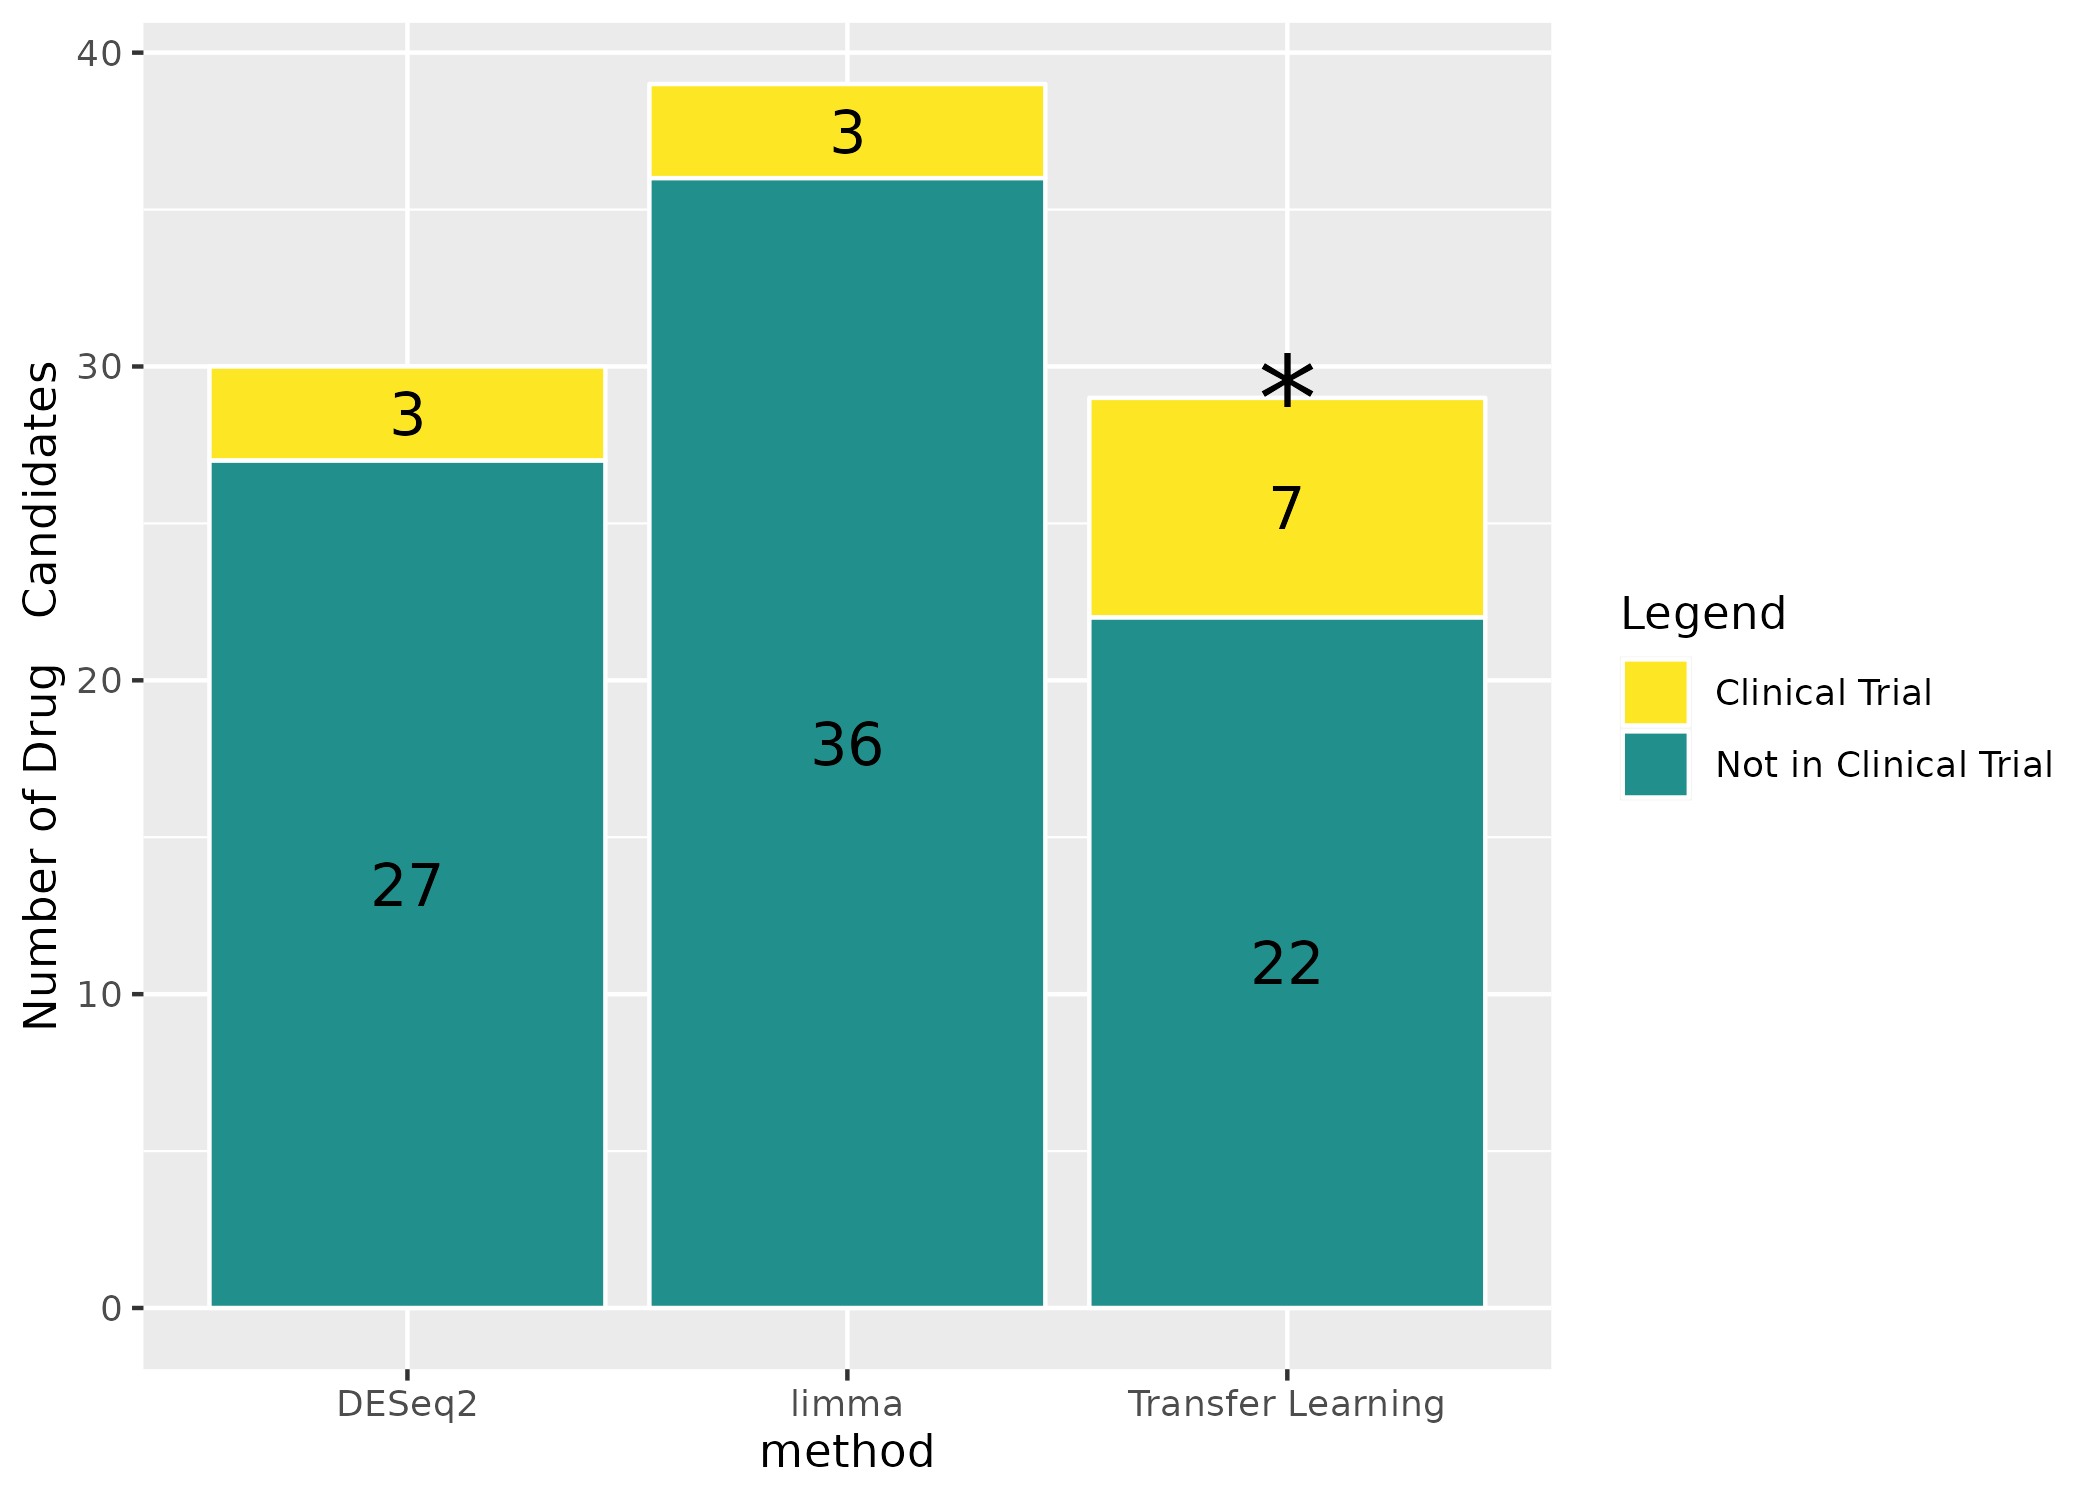 40
30
20
10
0
Number of Drug   Candidates
3
27
3
36
*
7
22
DESeq2
limma
Transfer Learning
method
Legend
Clinical Trial
Not in Clinical Trial